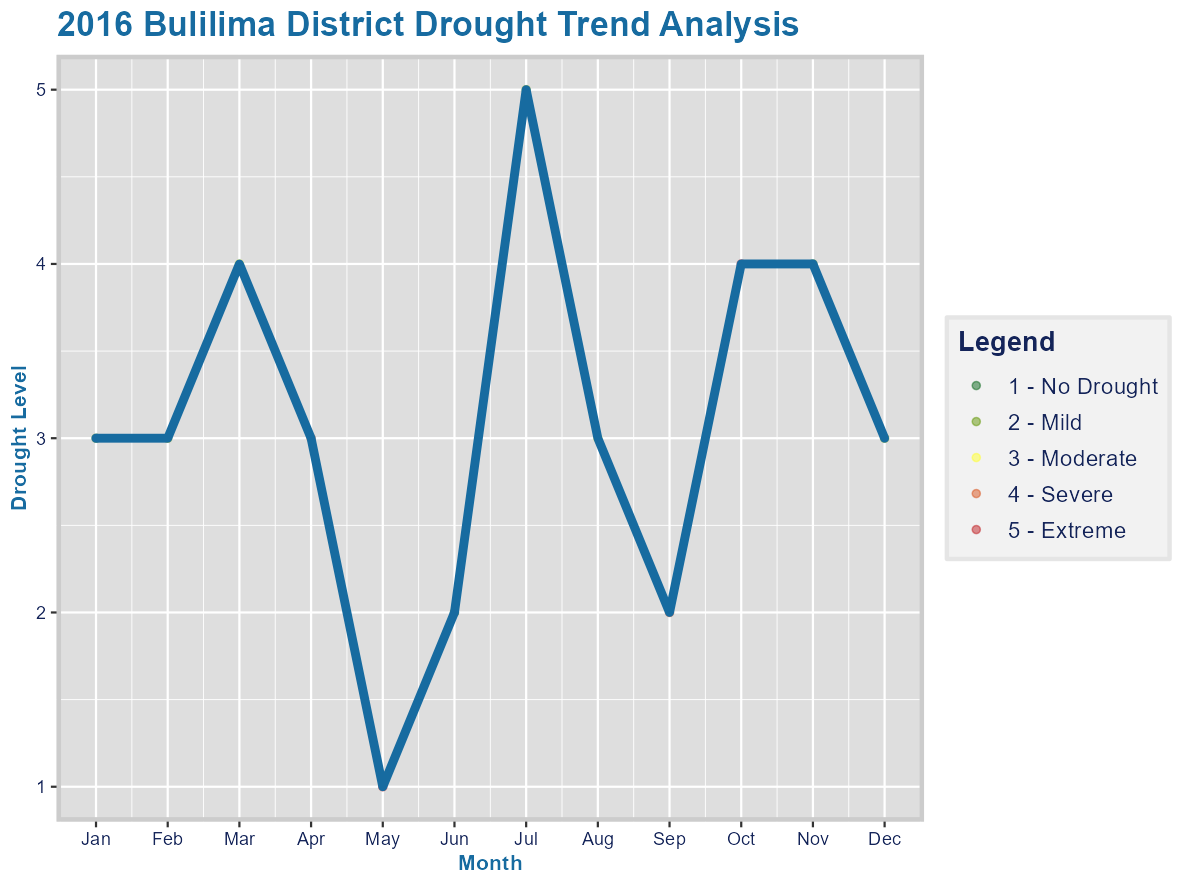 2016 Bulilima District Drought Trend Analysis
Drought Level
5
4
3
2
1
Jan Feb Mar Apr May Jun Jul Aug Sep Oct Nov Dec
Month
Legend
1 - No Drought
2 - Mild
3 - Moderate
4 - Severe
5 - Extreme